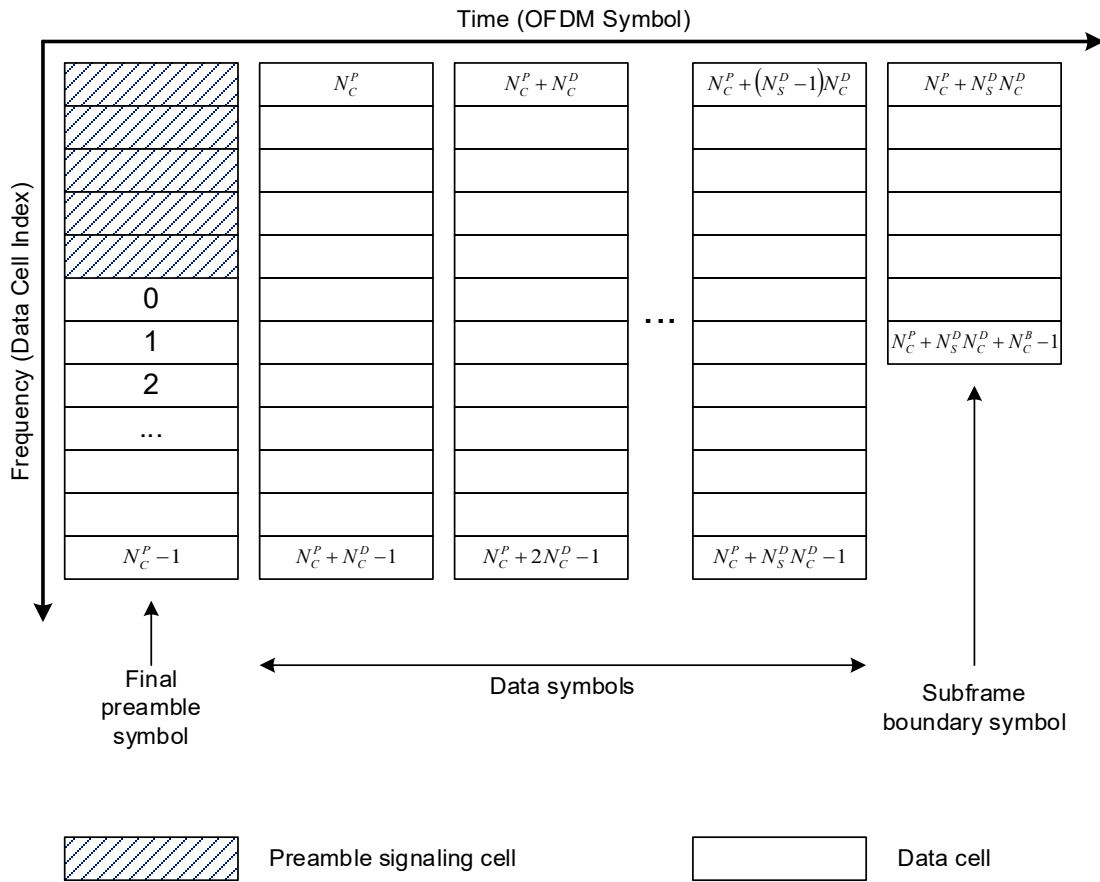 Time (OFDM Symbol)
Frequency (Data Cell Index)
0
1
2
...
$N_C^P - 1$
$N_C^P$
$N_C^P + N_C^D - 1$
$N_C^P + N_C^D$
$N_C^P + 2N_C^D - 1$
...
$N_C^P + (N_S^D - 1)N_C^D$
$N_C^P + N_S^D N_C^D - 1$
$N_C^P + N_S^D N_C^D$
$N_C^P + N_S^D N_C^D + N_C^B - 1$
Final
preamble
symbol
Data symbols
Subframe
boundary symbol
Preamble signaling cell
Data cell